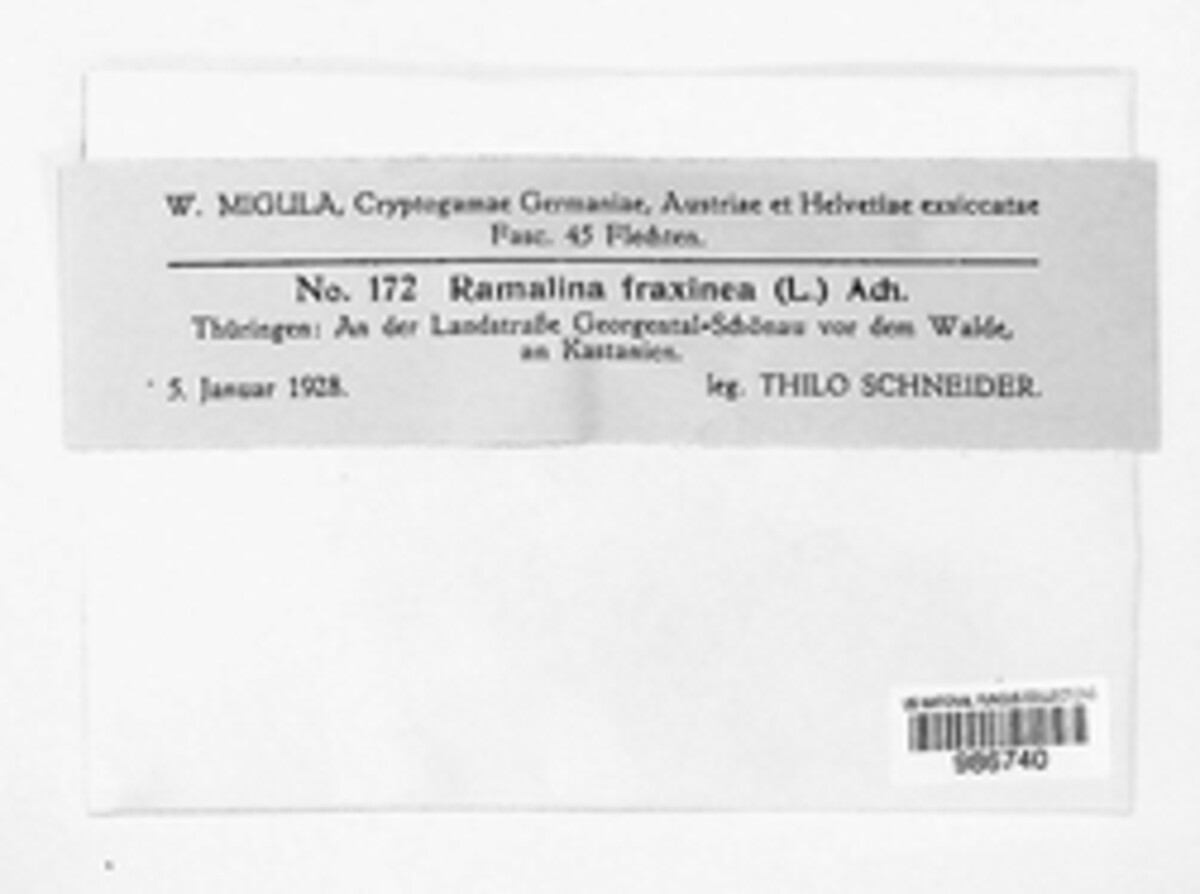 W. MIGULA, Cryptogamae Germaniae, Austriae et Helvetiae exsiccatae
Fasc. 45 Flechten.
No. 172 Ramalina fraxinea (L.) Ach.
Thüringen: An der Landstraße Georgental-Schönau vor dem Walde,
an Kastanien.
5. Januar 1928. leg. THILO SCHNEIDER.
986740